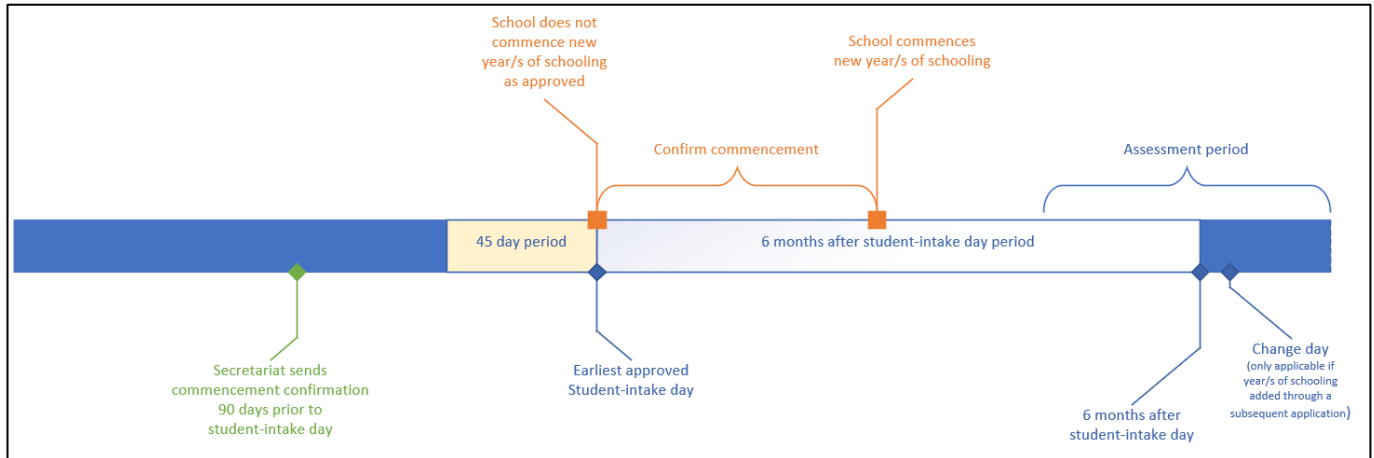 School does not
commence new
year/s of schooling
as approved
School commences
new year/s of schooling
Confirm commencement
Assessment period
45 day period
6 months after student-intake day period
Secretariat sends
commencement confirmation
90 days prior to
student-intake day
Earliest approved
Student-intake day
6 months after
student-intake day
Change day
(only applicable if
year/s of schooling
added through a
subsequent application)